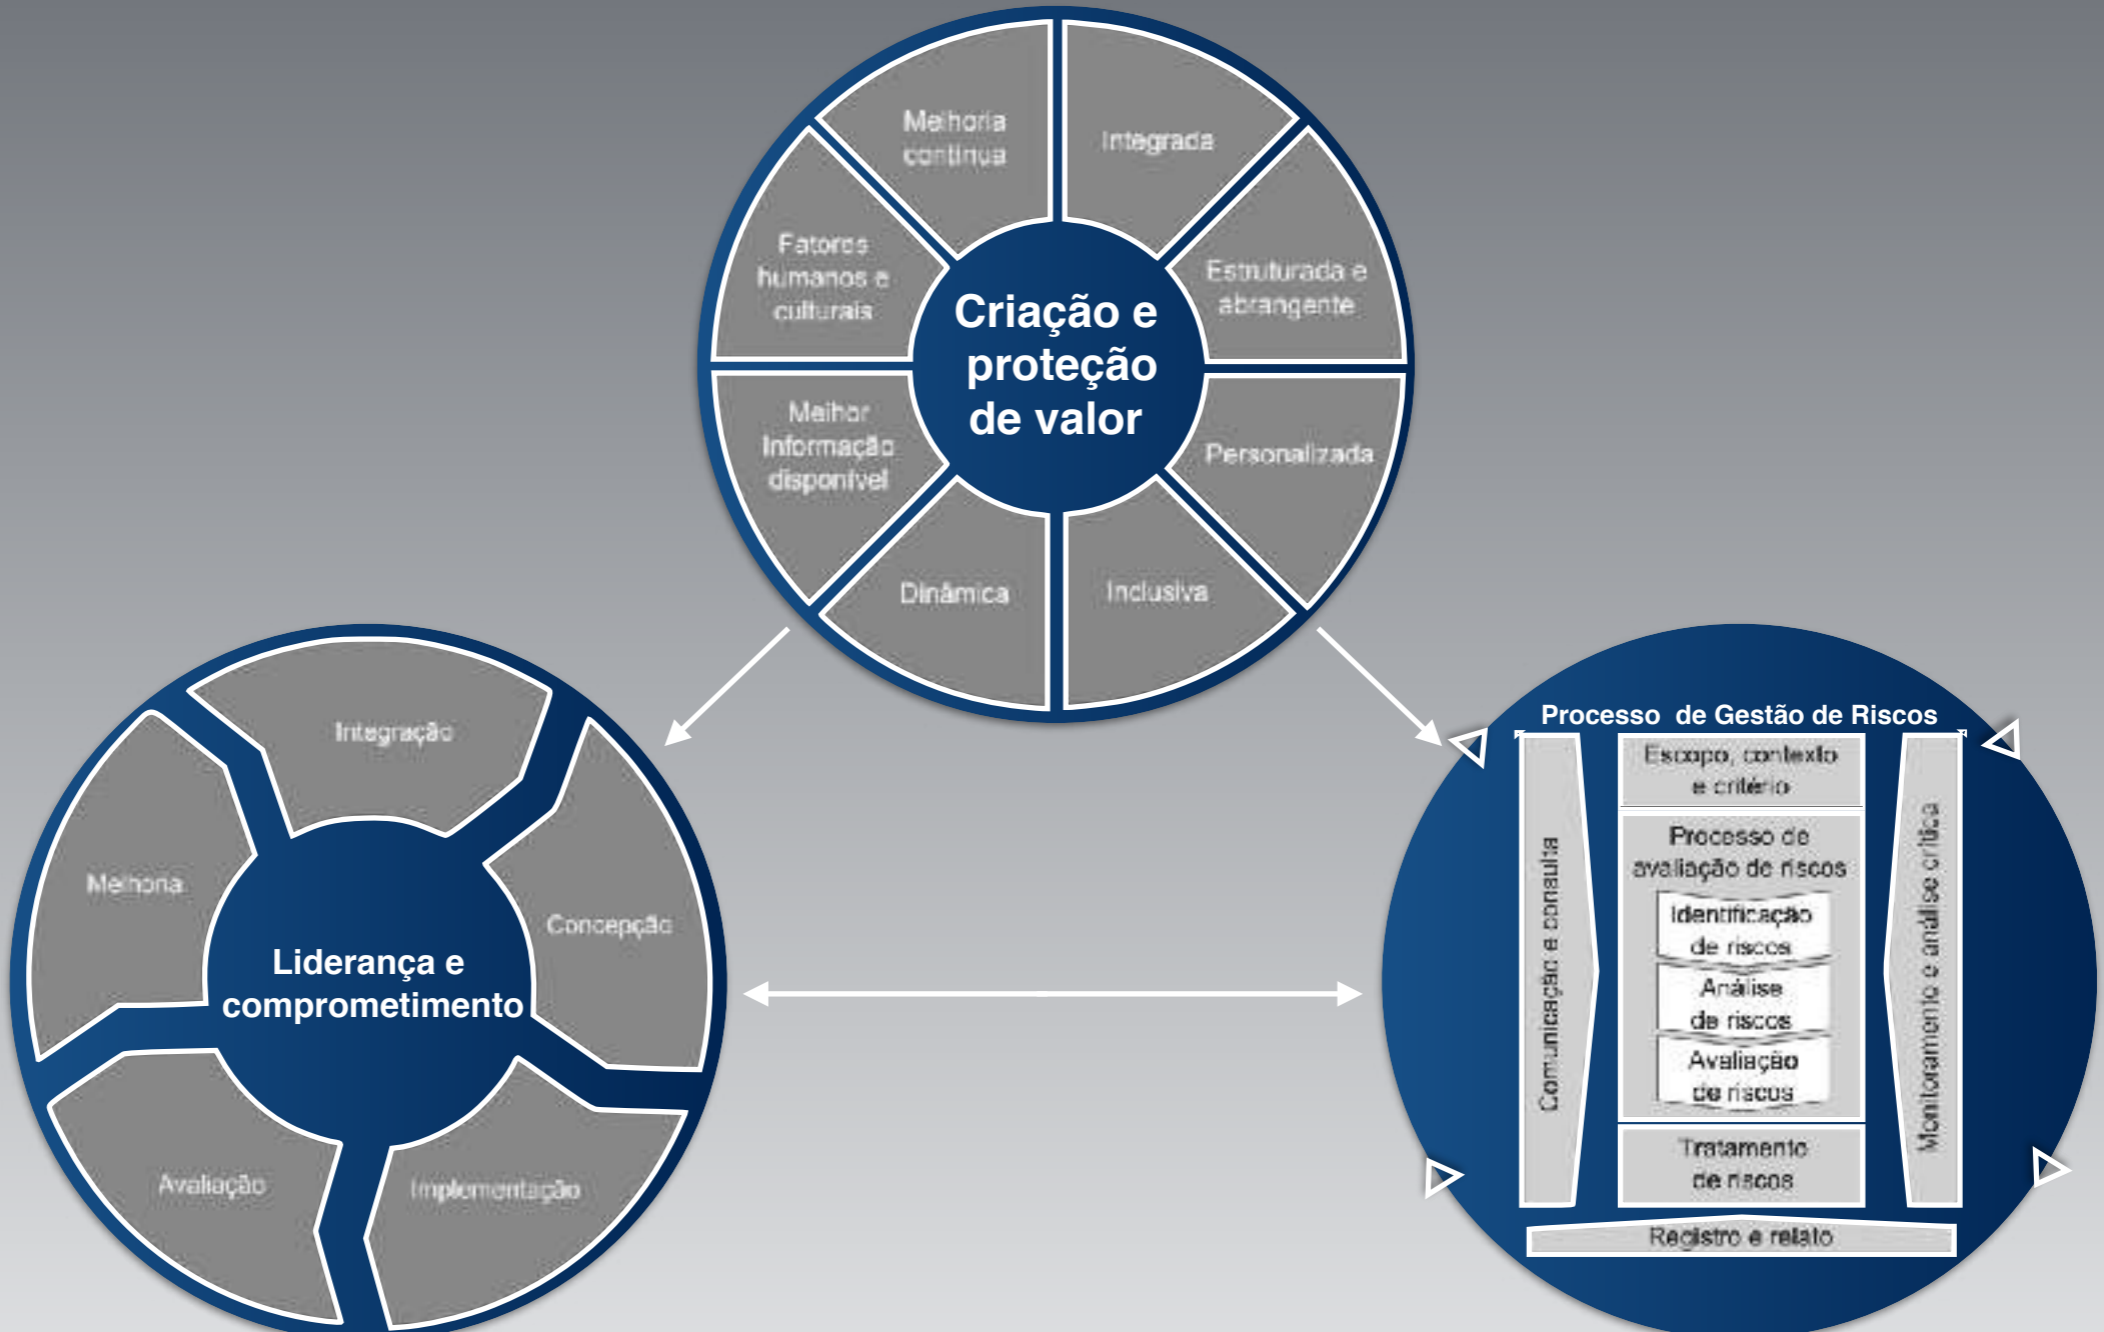 Melhoria
contínua
Integrada
Estruturada e
abrangente
Personalizada
Inclusiva
Dinâmica
Melhor
Informação
disponível
Fatores
humanos e
culturais
Criação e
proteção
de valor
Integração
Concepção
Implementação
Avaliação
Melhoria
Liderança e
comprometimento
Processo de Gestão de Riscos
Escopo, contexto
e critério
Processo de
avaliação de riscos
Identificação
de riscos
Análise
de riscos
Avaliação
de riscos
Tratamento
de riscos
Comunicação e consulta
Monitoramento e análise crítica
Registro e relato